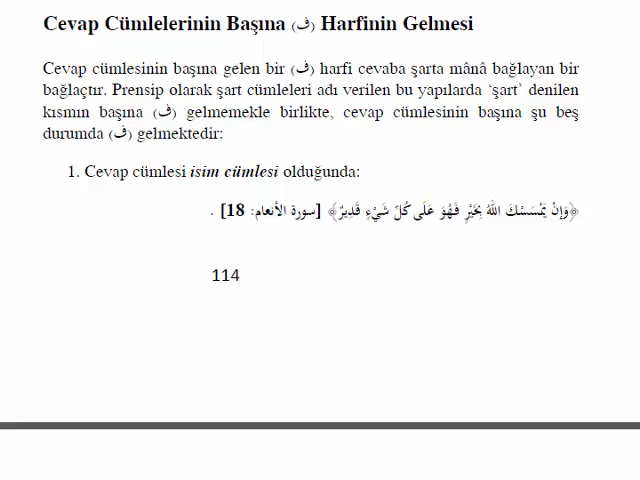 Cevap Cümlelerinin Başına (ف) Harfinin Gelmesi
Cevap cümlesinin başına gelen bir (ف) harfi cevaba şarta mânâ bağlayan bir
bağlaçtır. Prensip olarak şart cümleleri adı verilen bu yapılarda ‘şart’ denilen
kısmın başına (ف) gelmemekle birlikte, cevap cümlesinin başına şu beş
durumda (ف) gelmektedir:
1. Cevap cümlesi isim cümlesi olduğunda:
﴿وَإِنْ يَمْسَسْكَ اللهُ بِخَيْرٍ فَهُوَ عَلَى كُلِّ شَيْءٍ قَدِيرٌ﴾ [سورة الأنعام: 18] .
114